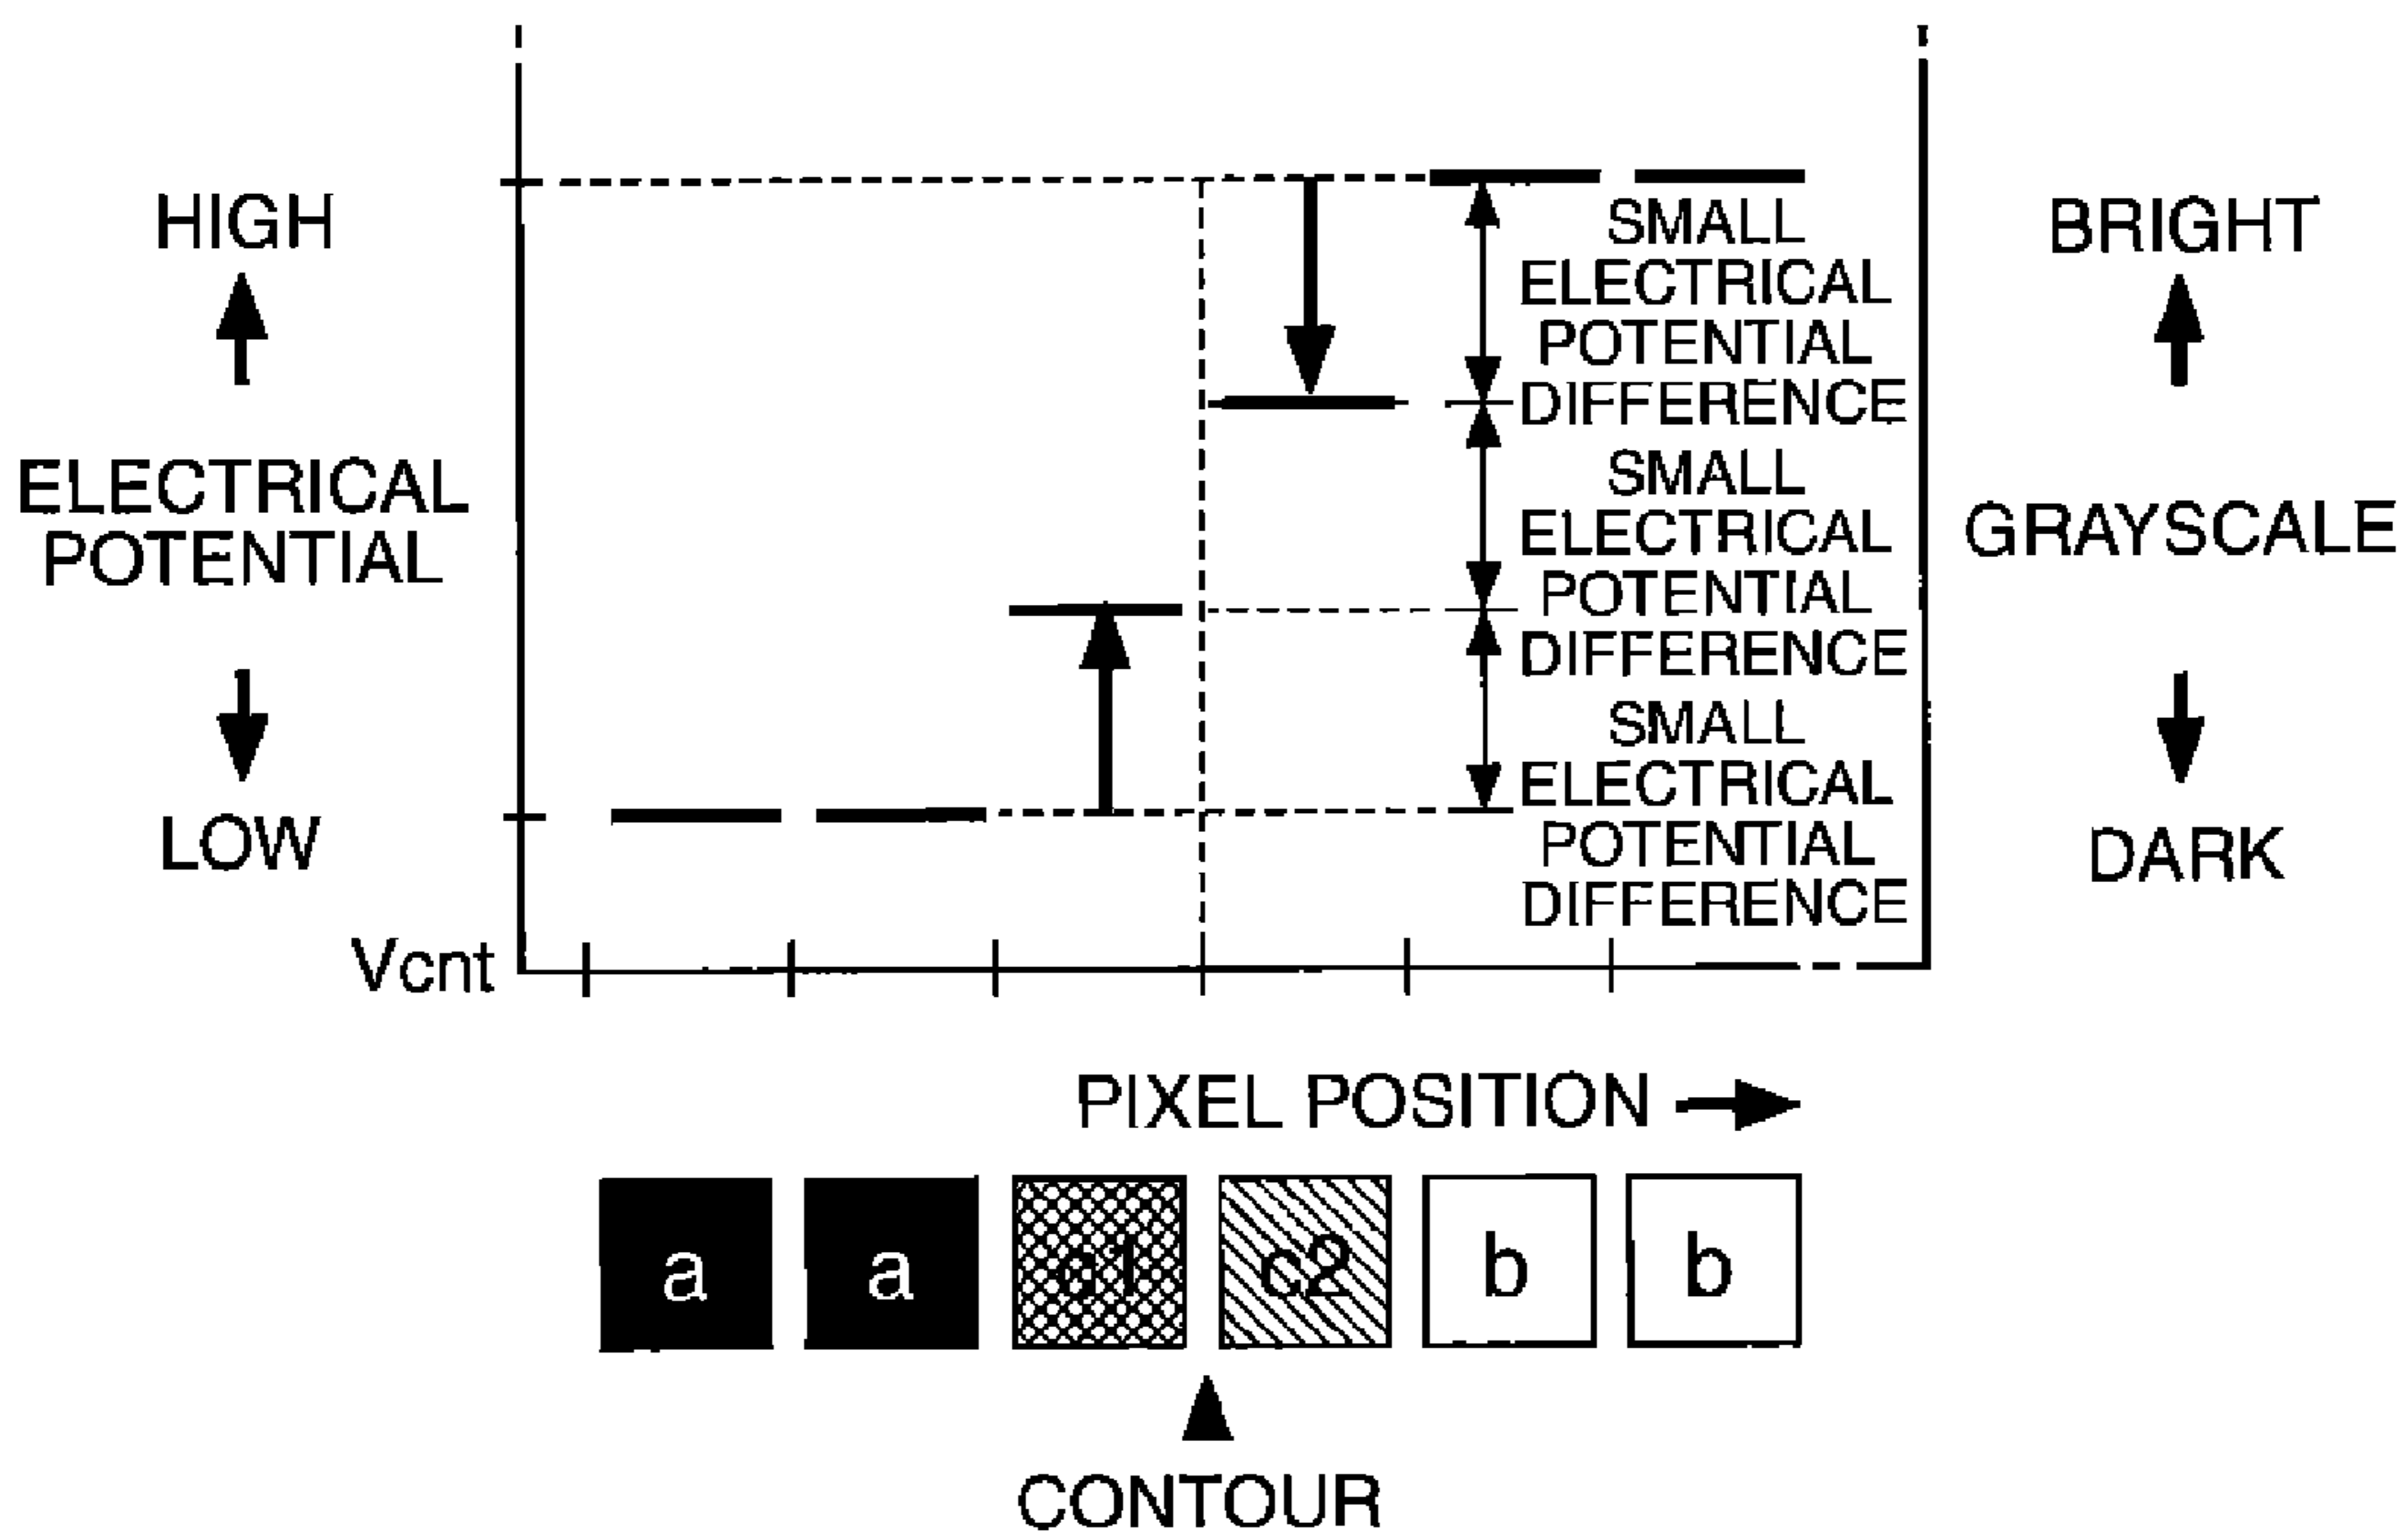 HIGH
ELECTRICAL
POTENTIAL
LOW
Vcnt
SMALL
ELECTRICAL
POTENTIAL
DIFFERENCE
SMALL
ELECTRICAL
POTENTIAL
DIFFERENCE
SMALL
ELECTRICAL
POTENTIAL
DIFFERENCE
BRIGHT
GRAYSCALE
DARK
PIXEL POSITION
a a c1 c2 b b
CONTOUR